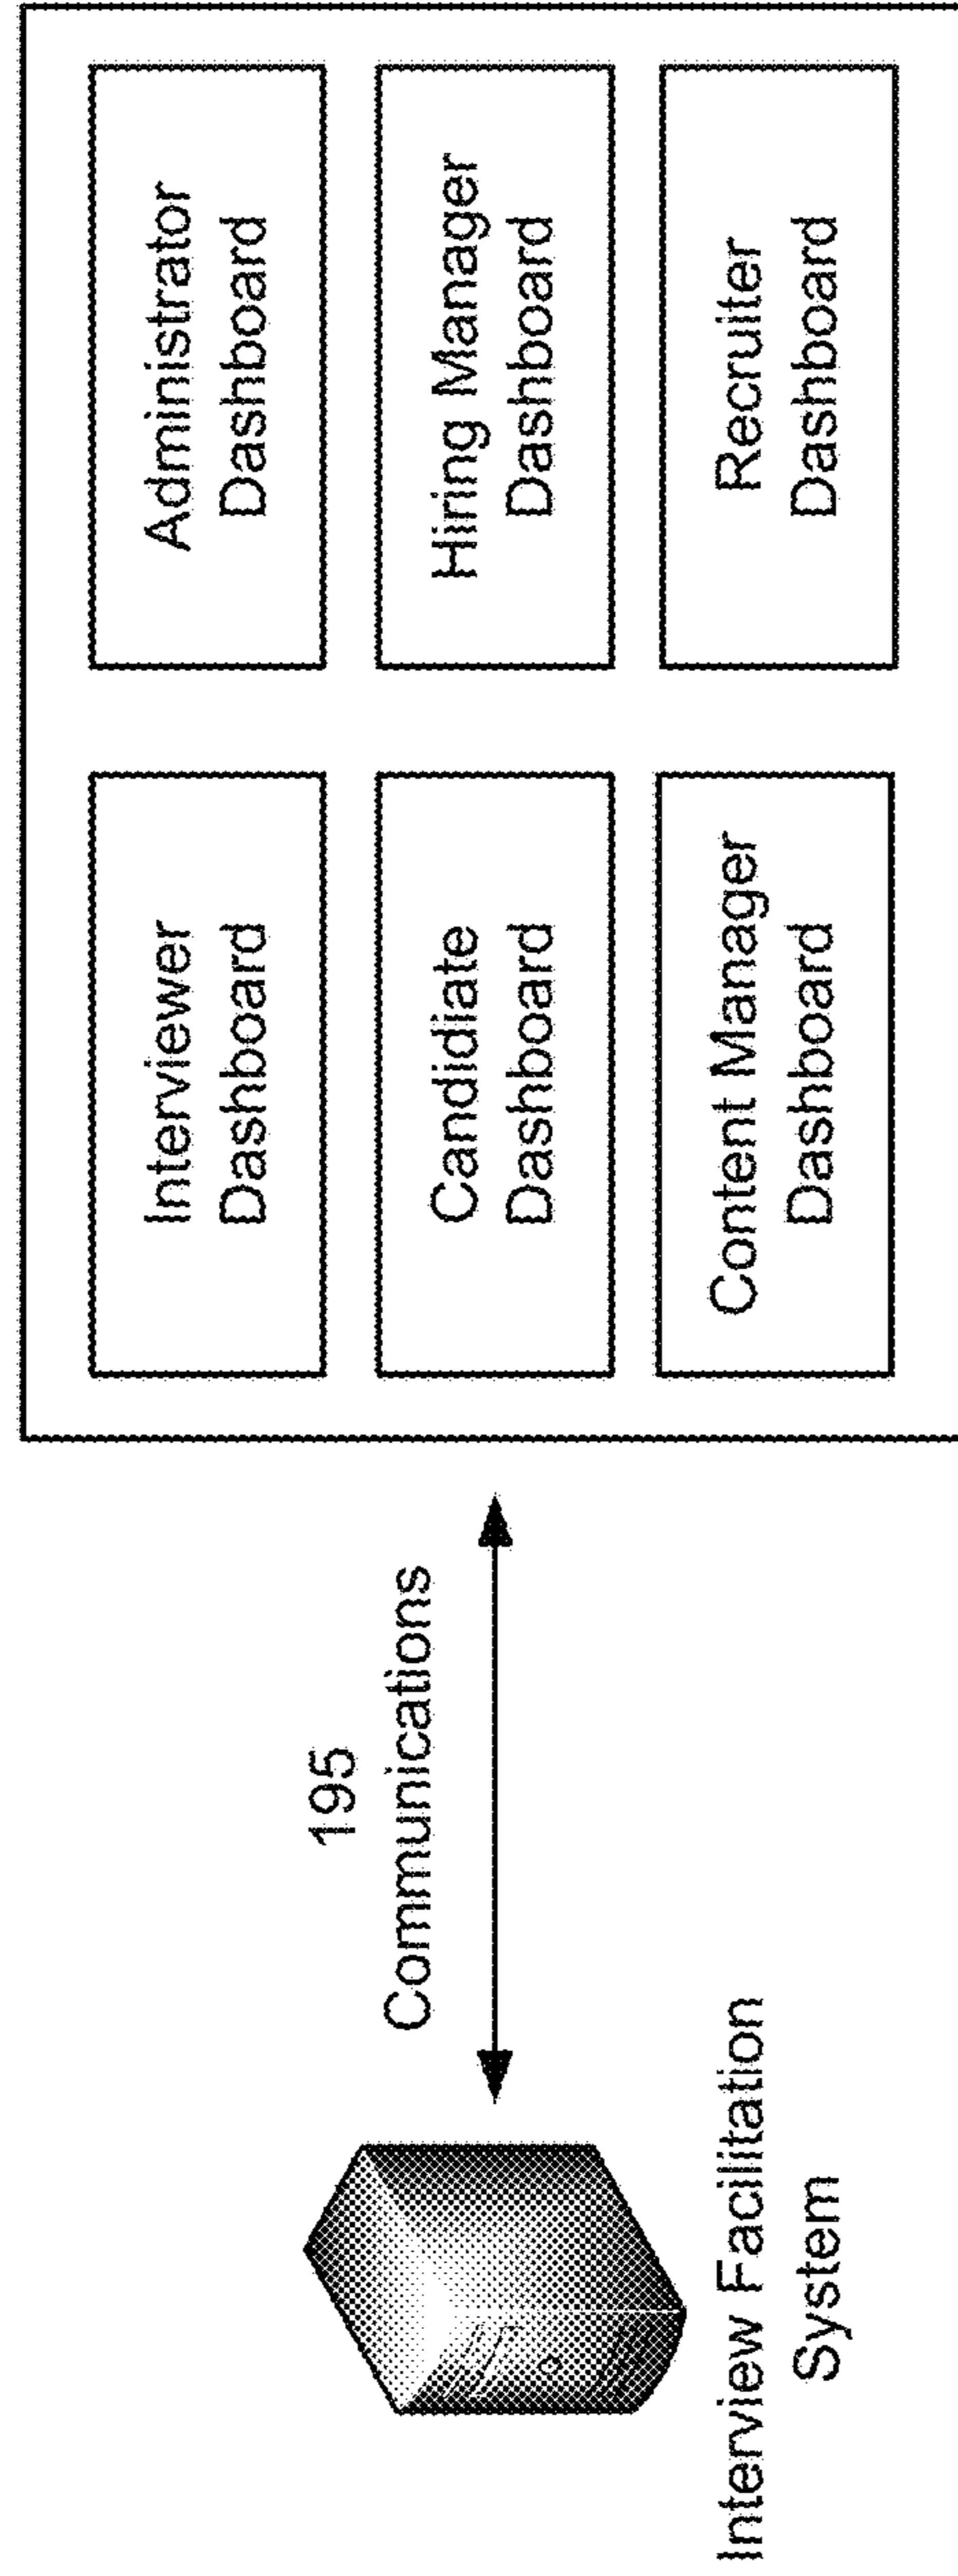 195
Communications
Interview Facilitation
System
Interviewer
Dashboard
Administrator
Dashboard
Candidiate
Dashboard
Hiring Manager
Dashboard
Content Manager
Dashboard
Recruiter
Dashboard